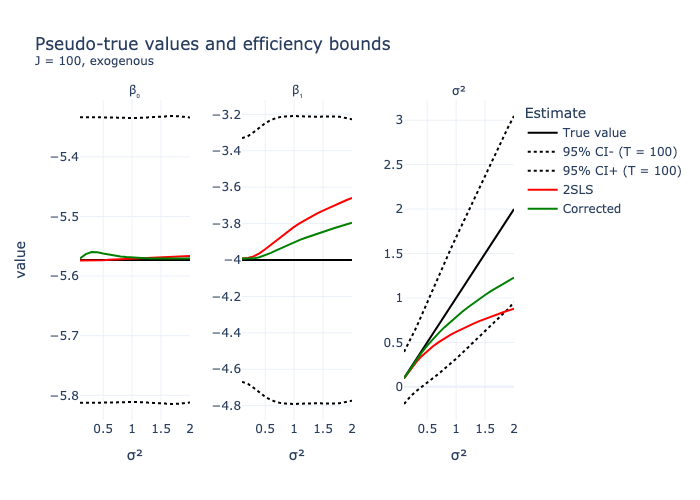 Pseudo-true values and efficiency bounds
J = 100, exogenous
β₀
β₁
σ²
Estimate
True value
95% CI- (T = 100)
95% CI+ (T = 100)
2SLS
Corrected
value
−5.4
−5.5
−5.6
−5.7
−5.8
0.5
1
1.5
2
σ²
−3.2
−3.4
−3.6
−3.8
−4
−4.2
−4.4
−4.6
−4.8
0.5
1
1.5
2
σ²
3
2.5
2
1.5
1
0.5
0
0.5
1
1.5
2
σ²